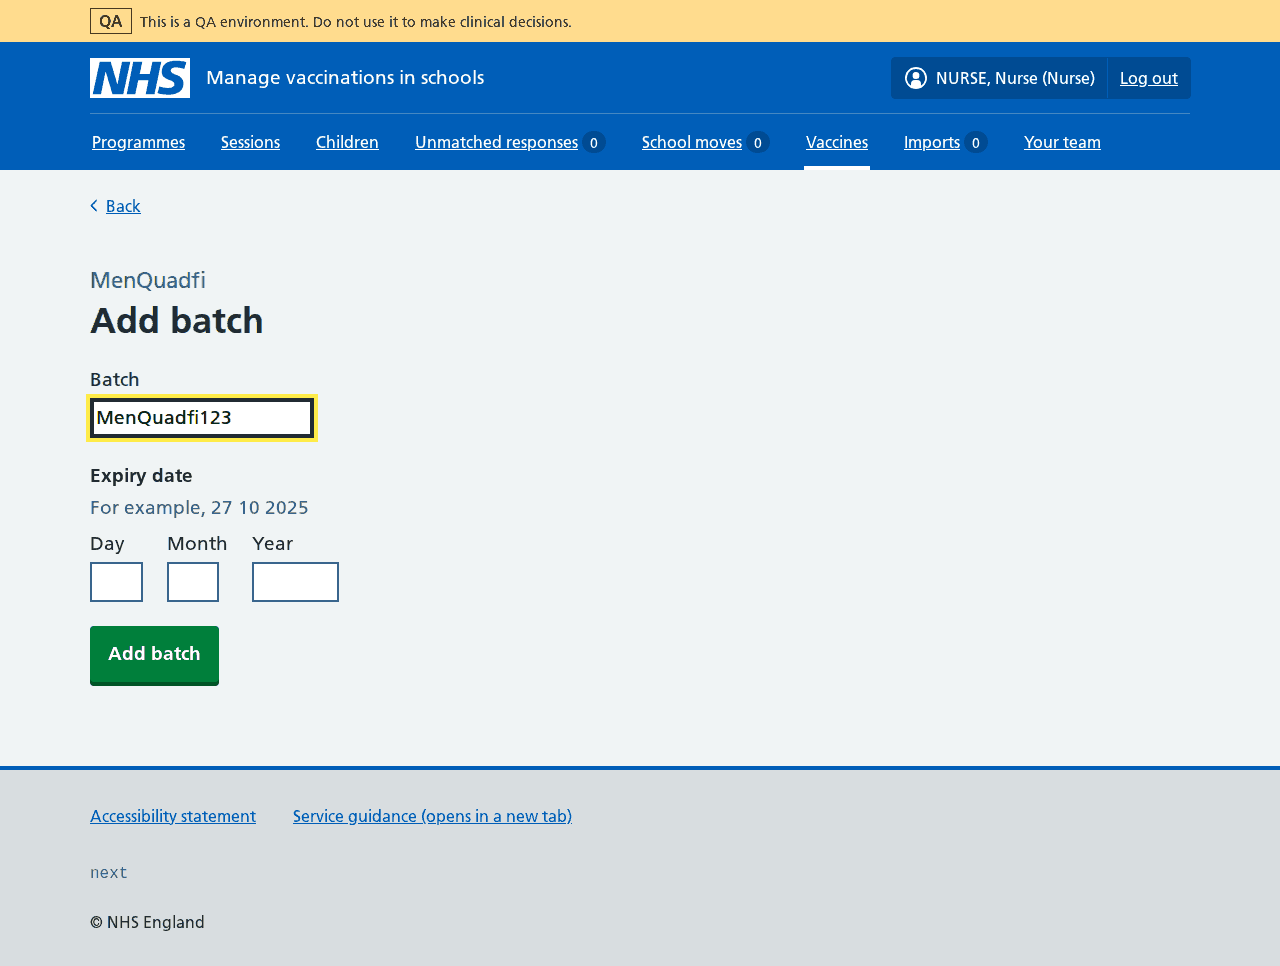 QA This is a QA environment. Do not use it to make clinical decisions.
NHS Manage vaccinations in schools NURSE, Nurse (Nurse) Log out
Programmes Sessions Children Unmatched responses 0 School moves 0 Vaccines Imports 0 Your team
Back
MenQuadfi
Add batch
Batch
MenQuadfi123
Expiry date
For example, 27 10 2025
Day Month Year
Add batch
Accessibility statement Service guidance (opens in a new tab)
next
© NHS England